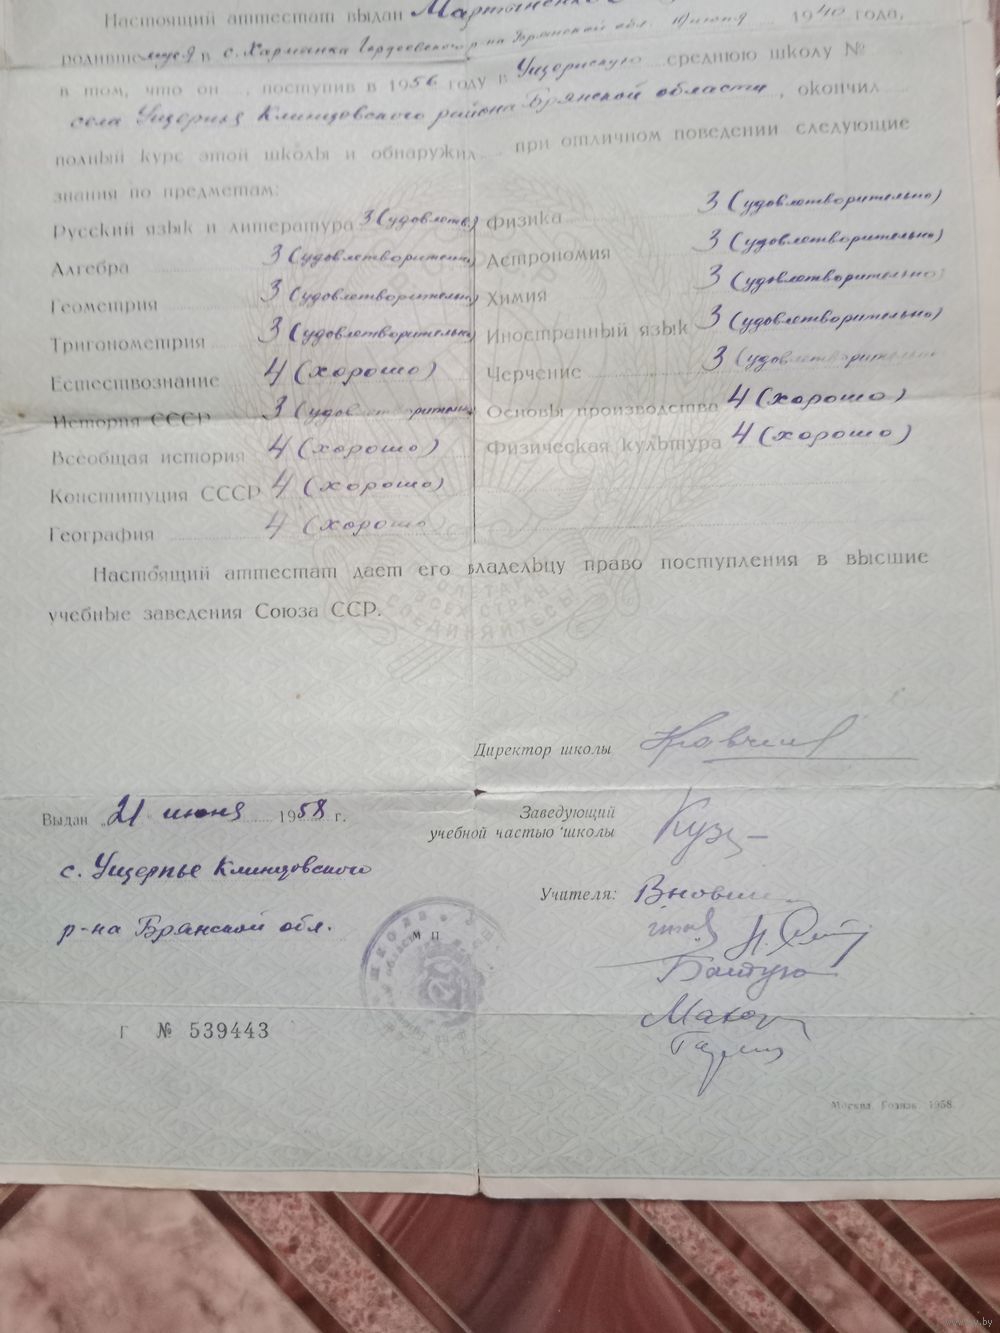 Настоящий аттестат выдан Мартыненко
родившемуся в с. Харманка Гордеевского р-на Брянской обл. 10 июня 1940 года,
в том, что он, поступив в 1956 году в Ущерпскую среднюю школу №
села Ущерпье Клинцовского района Брянской области, окончил
полный курс этой школы и обнаружил при отличном поведении следующие
знания по предметам:
Русский язык и литература 3 (удовлетв)
Алгебра 3 (удовлетворительно)
Геометрия 3 (удовлетворительно)
Тригонометрия 3 (удовлетворительно)
Естествознание 4 (хорошо)
История СССР 3 (удовлетворительно)
Всеобщая история 4 (хорошо)
Конституция СССР 4 (хорошо)
География 4 (хорошо
Физика 3 (удовлетворительно)
Астрономия 3 (удовлетворительно)
Химия 3 (удовлетворительно)
Иностранный язык 3 (удовлетворительно)
Черчение 3 (удовлетворительно
Основы производства 4 (хорошо)
Физическая культура 4 (хорошо)
Настоящий аттестат дает его владельцу право поступления в высшие
учебные заведения Союза ССР.
ВСЕХ СТРАН
СОЕДИНЯЙТЕСЬ
Директор школы
Выдан „21" июня 1958 г.
с. Ущерпье Клинцовского
р-на Брянской обл.
Заведующий
учебной частью школы
Учителя:
М П
Г № 539443
Москва. Гознак. 1958.